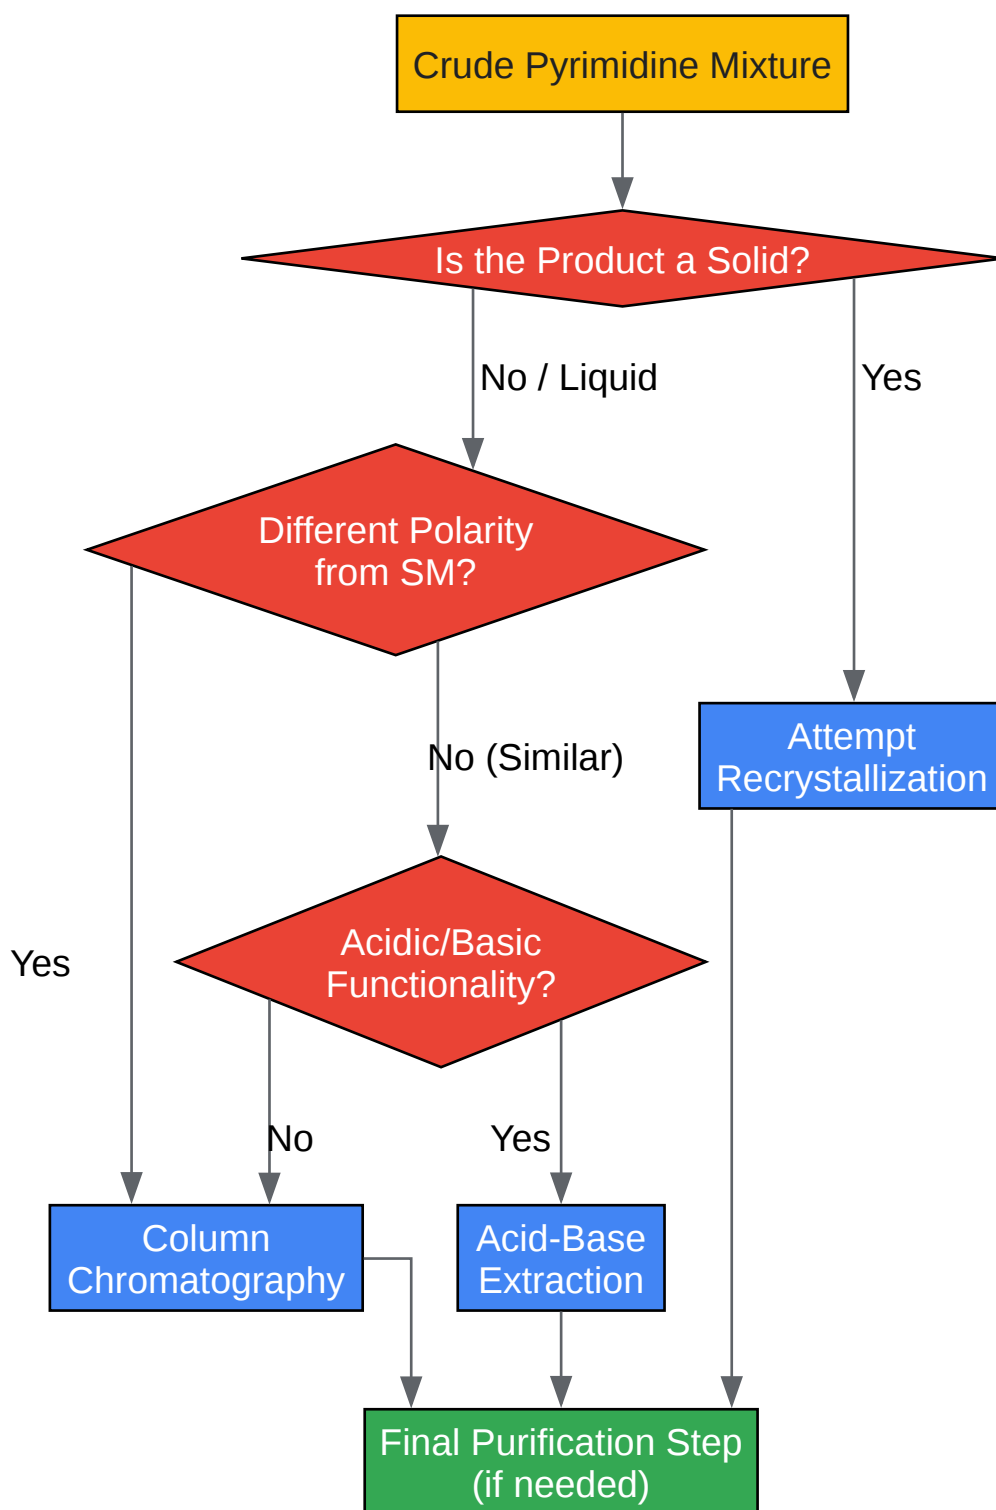 Crude Pyrimidine Mixture
Is the Product a Solid?
No / Liquid
Yes
Different Polarity
from SM?
No (Similar)
Attempt
Recrystallization
Yes
Acidic/Basic
Functionality?
No
Yes
Column
Chromatography
Acid-Base
Extraction
Final Purification Step
(if needed)